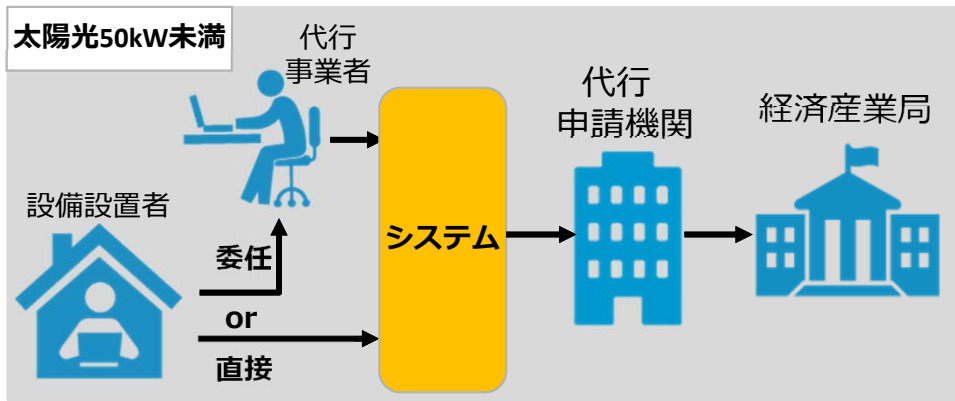 太陽光50kW未満
代行
事業者
代行
申請機関
経済産業局
設備設置者
システム
委任
or
直接